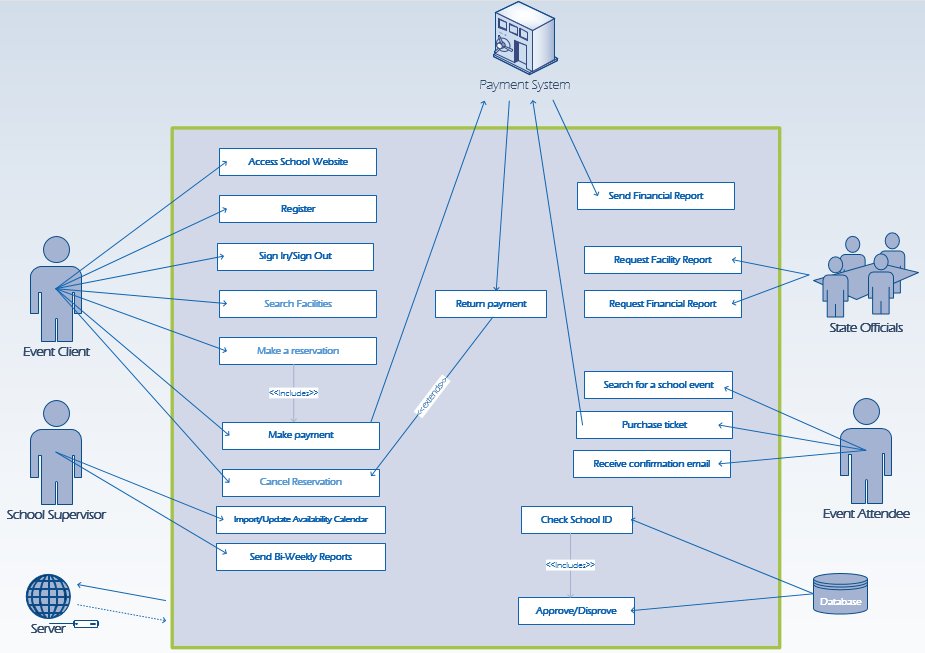 Payment System
Access School Website
Send Financial Report
Register
Sign In/Sign Out
Request Facility Report
Search Facilities
Return payment
Request Financial Report
State Officials
Event Client
Make a reservation
<<includes>>
<<extends>>
Search for a school event
Make payment
Purchase ticket
Receive confirmation email
Cancel Reservation
School Supervisor
Event Attendee
Import/Update Availability Calendar
Check School ID
Send Bi-Weekly Reports
<<includes>>
Database
Approve/Disprove
Server